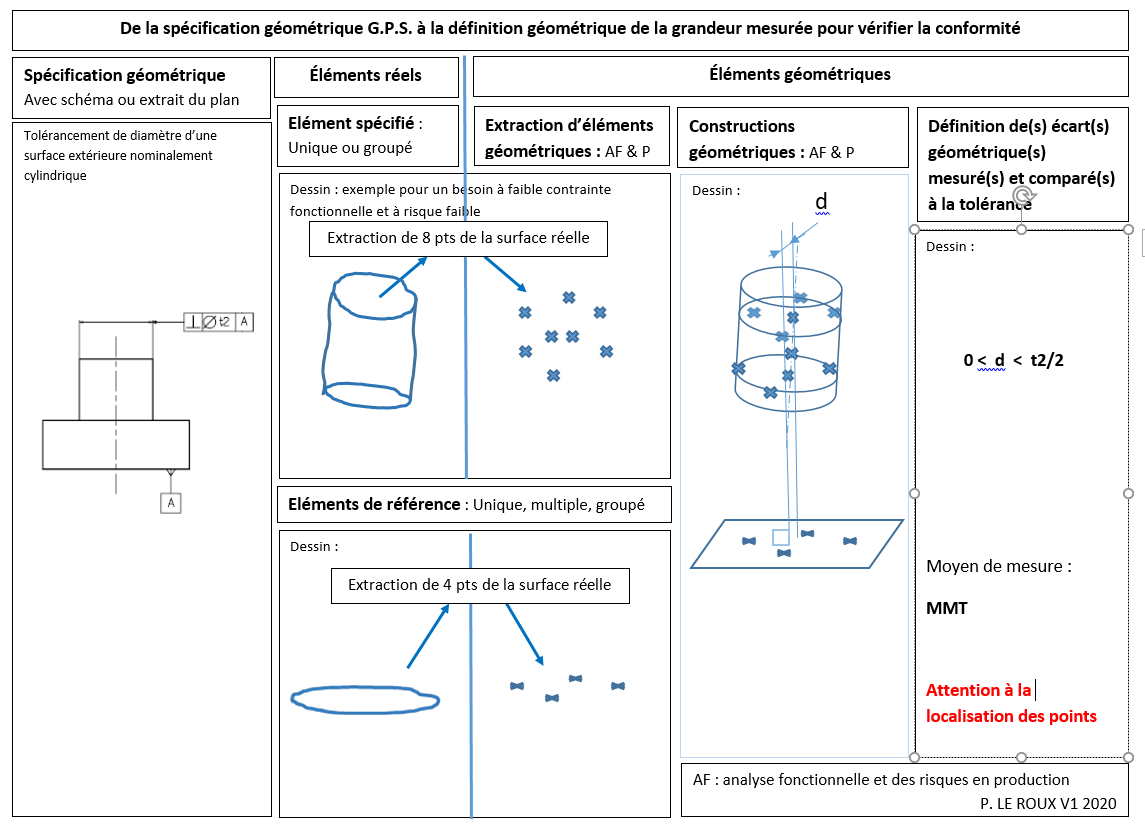 De la spécification géométrique G.P.S. à la définition géométrique de la grandeur mesurée pour vérifier la conformité
Spécification géométrique
Avec schéma ou extrait du plan
Éléments réels
Éléments géométriques
Elément spécifié :
Unique ou groupé
Extraction d’éléments
géométriques : AF & P
Constructions
géométriques : AF & P
Définition de(s) écart(s)
géométrique(s)
mesuré(s) et comparé(s)
à la tolérance
Tolérancement de diamètre d’une
surface extérieure nominalement
cylindrique
⊥ ∅ t2 A
A
Dessin : exemple pour un besoin à faible contrainte
fonctionnelle et à risque faible
Extraction de 8 pts de la surface réelle
Eléments de référence : Unique, multiple, groupé
Dessin :
Extraction de 4 pts de la surface réelle
Dessin :
d
Dessin :
0 < d < t2/2
Moyen de mesure :
MMT
Attention à la
localisation des points
AF : analyse fonctionnelle et des risques en production
P. LE ROUX V1 2020